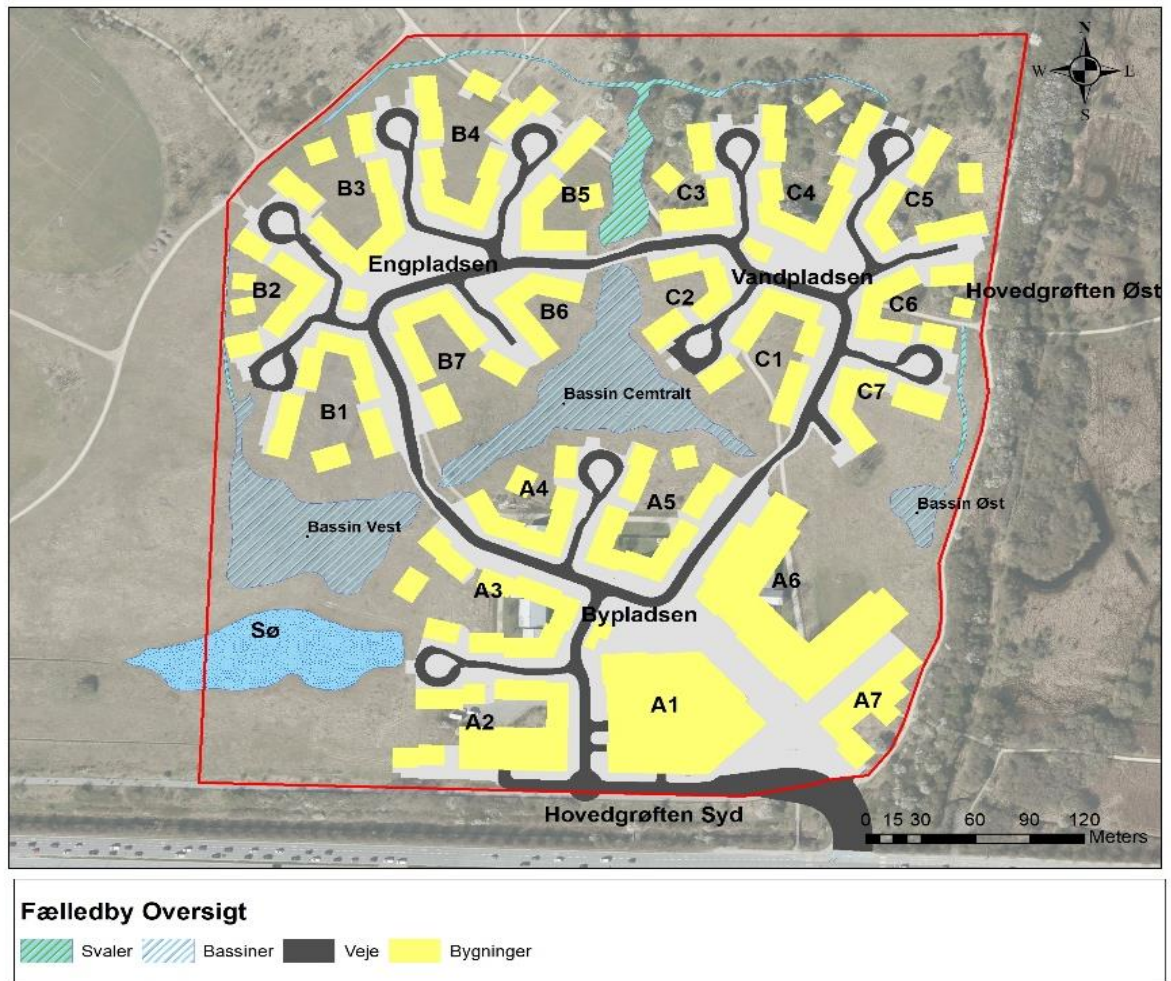 N
W E
S
B4
B3
B5
C3
C4
C5
B2
Engpladsen
Vandpladsen
Hovedgrøften Øst
C2
C6
B6
B7
C1
B1
Bassin Cemtralt
C7
A4
A5
Bassin Vest
Bassin Øst
A3
A6
Bypladsen
Sø
A2
A1
A7
Hovedgrøften Syd
0 15 30 60 90 120
Meters
Fælledby Oversigt
Svaler Bassiner Veje Bygninger